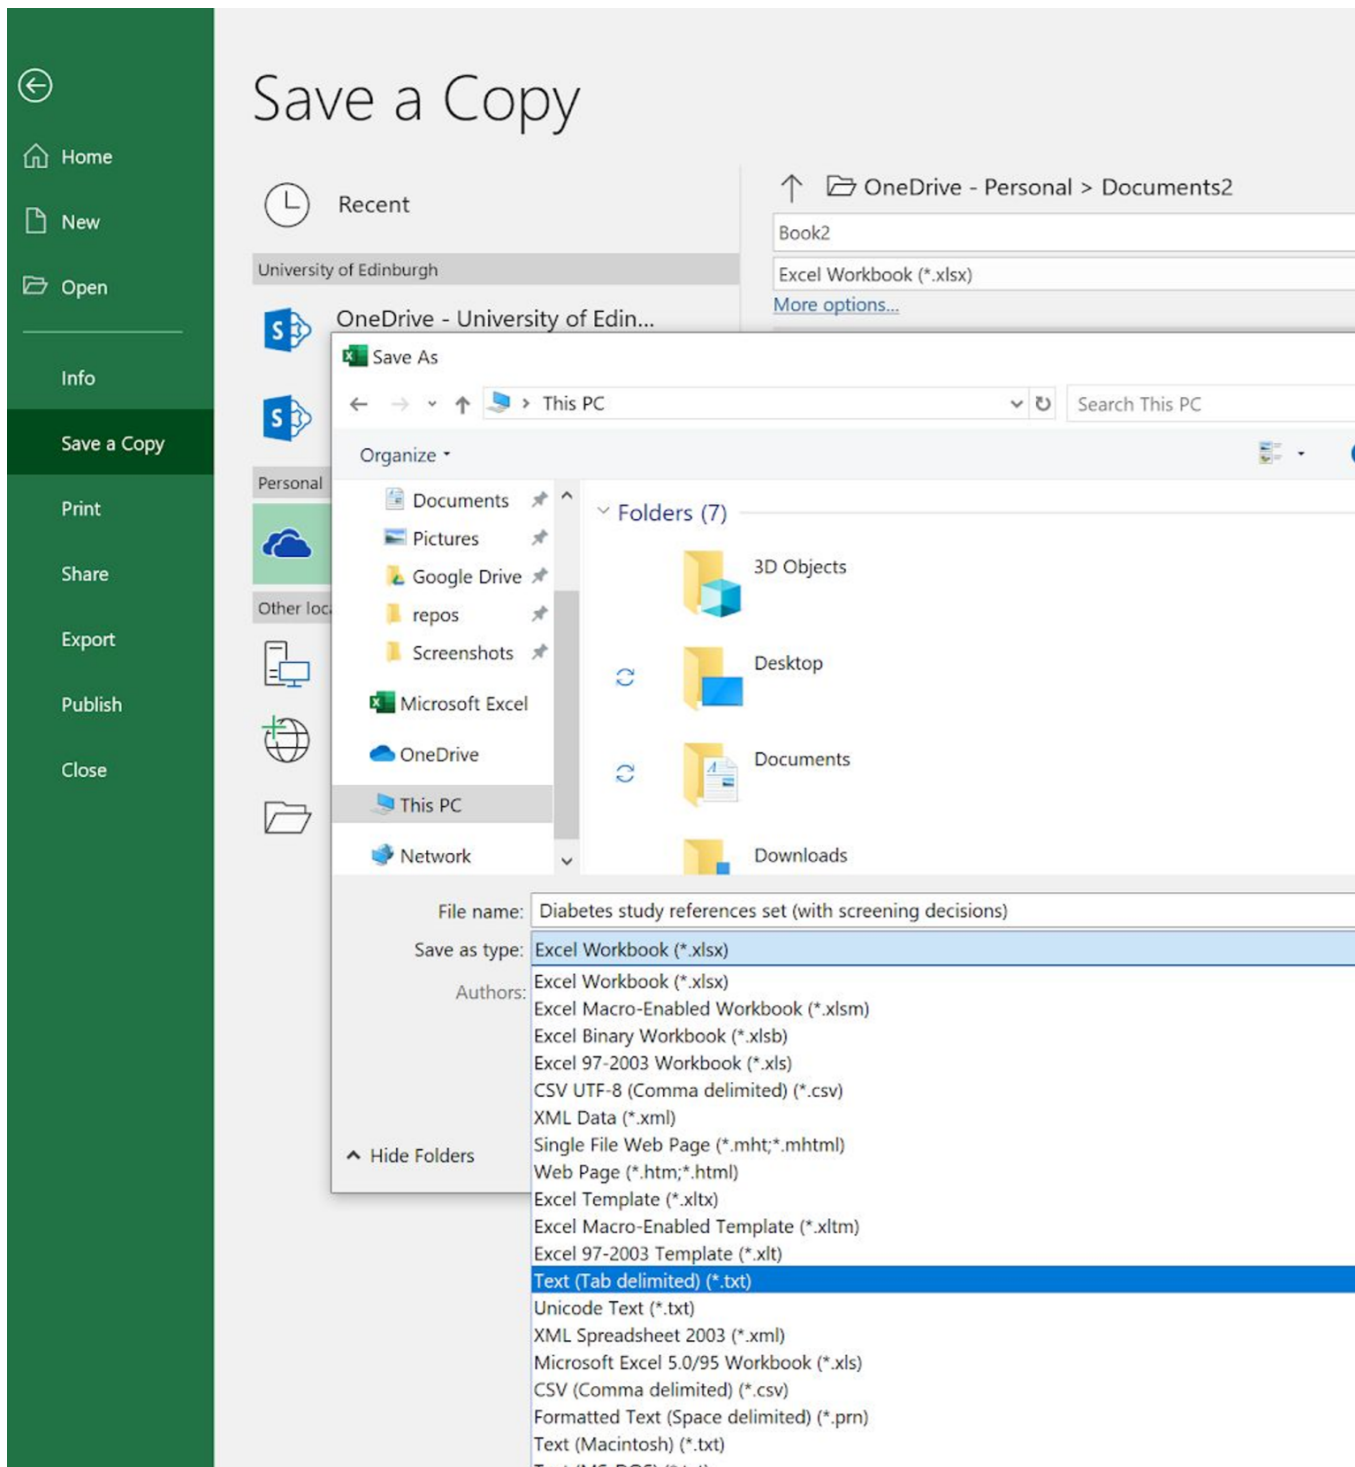 Save a Copy
Home
New
Open
Info
Save a Copy
Print
Share
Export
Publish
Close
Recent
University of Edinburgh
OneDrive - University of Edin...
Personal
Other loc
OneDrive - Personal > Documents2
Book2
Excel Workbook (*.xlsx)
More options...
Save As
This PC
Search This PC
Organize
Documents
Pictures
Google Drive
repos
Screenshots
Microsoft Excel
OneDrive
This PC
Network
Folders (7)
3D Objects
Desktop
Documents
Downloads
File name: Diabetes study references set (with screening decisions)
Save as type: Excel Workbook (*.xlsx)
Authors:
Excel Workbook (*.xlsx)
Excel Macro-Enabled Workbook (*.xlsm)
Excel Binary Workbook (*.xlsb)
Excel 97-2003 Workbook (*.xls)
CSV UTF-8 (Comma delimited) (*.csv)
XML Data (*.xml)
Single File Web Page (*.mht;*.mhtml)
Web Page (*.htm;*.html)
Excel Template (*.xltx)
Excel Macro-Enabled Template (*.xltm)
Excel 97-2003 Template (*.xlt)
Text (Tab delimited) (*.txt)
Unicode Text (*.txt)
XML Spreadsheet 2003 (*.xml)
Microsoft Excel 5.0/95 Workbook (*.xls)
CSV (Comma delimited) (*.csv)
Formatted Text (Space delimited) (*.prn)
Text (Macintosh) (*.txt)
Hide Folders